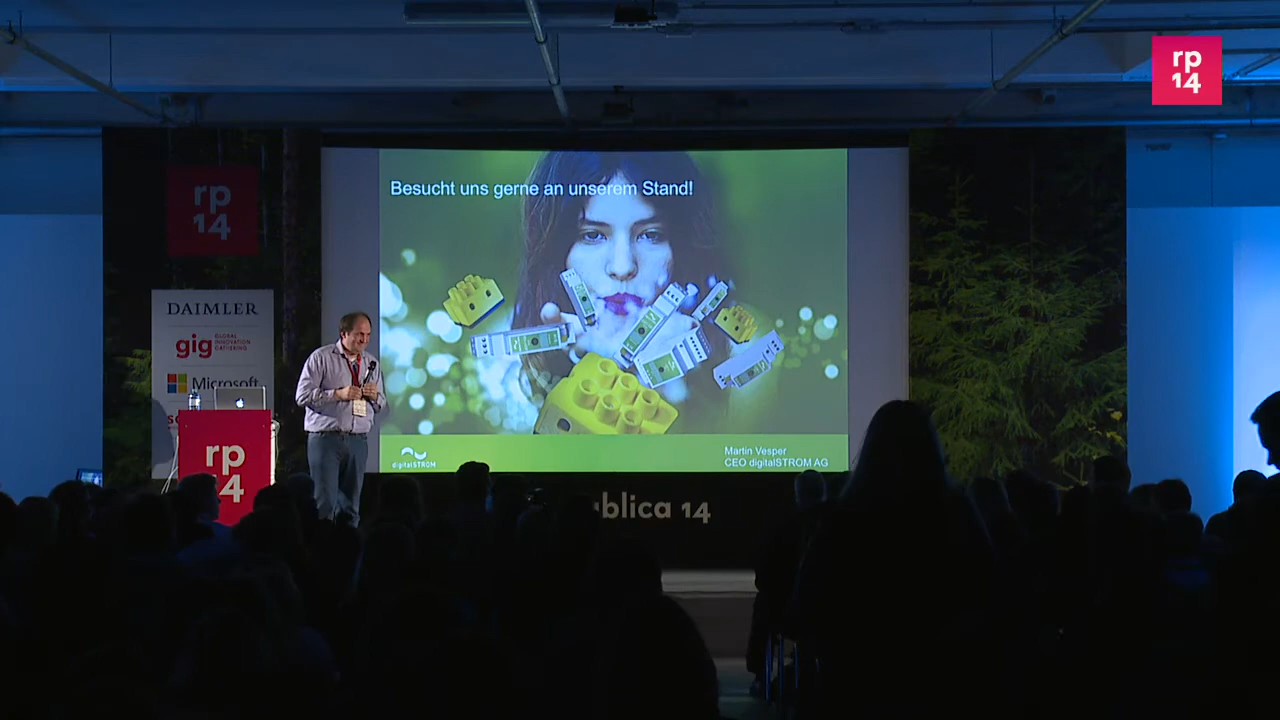 rp
14
rp
14
Besucht uns gerne an unserem Stand!
DAIMLER
gig GLOBAL
INNOVATION
GATHERING
Microsoft
rp
14
digitalSTROM
Martin Vesper
CEO digitalSTROM AG
ublica 14